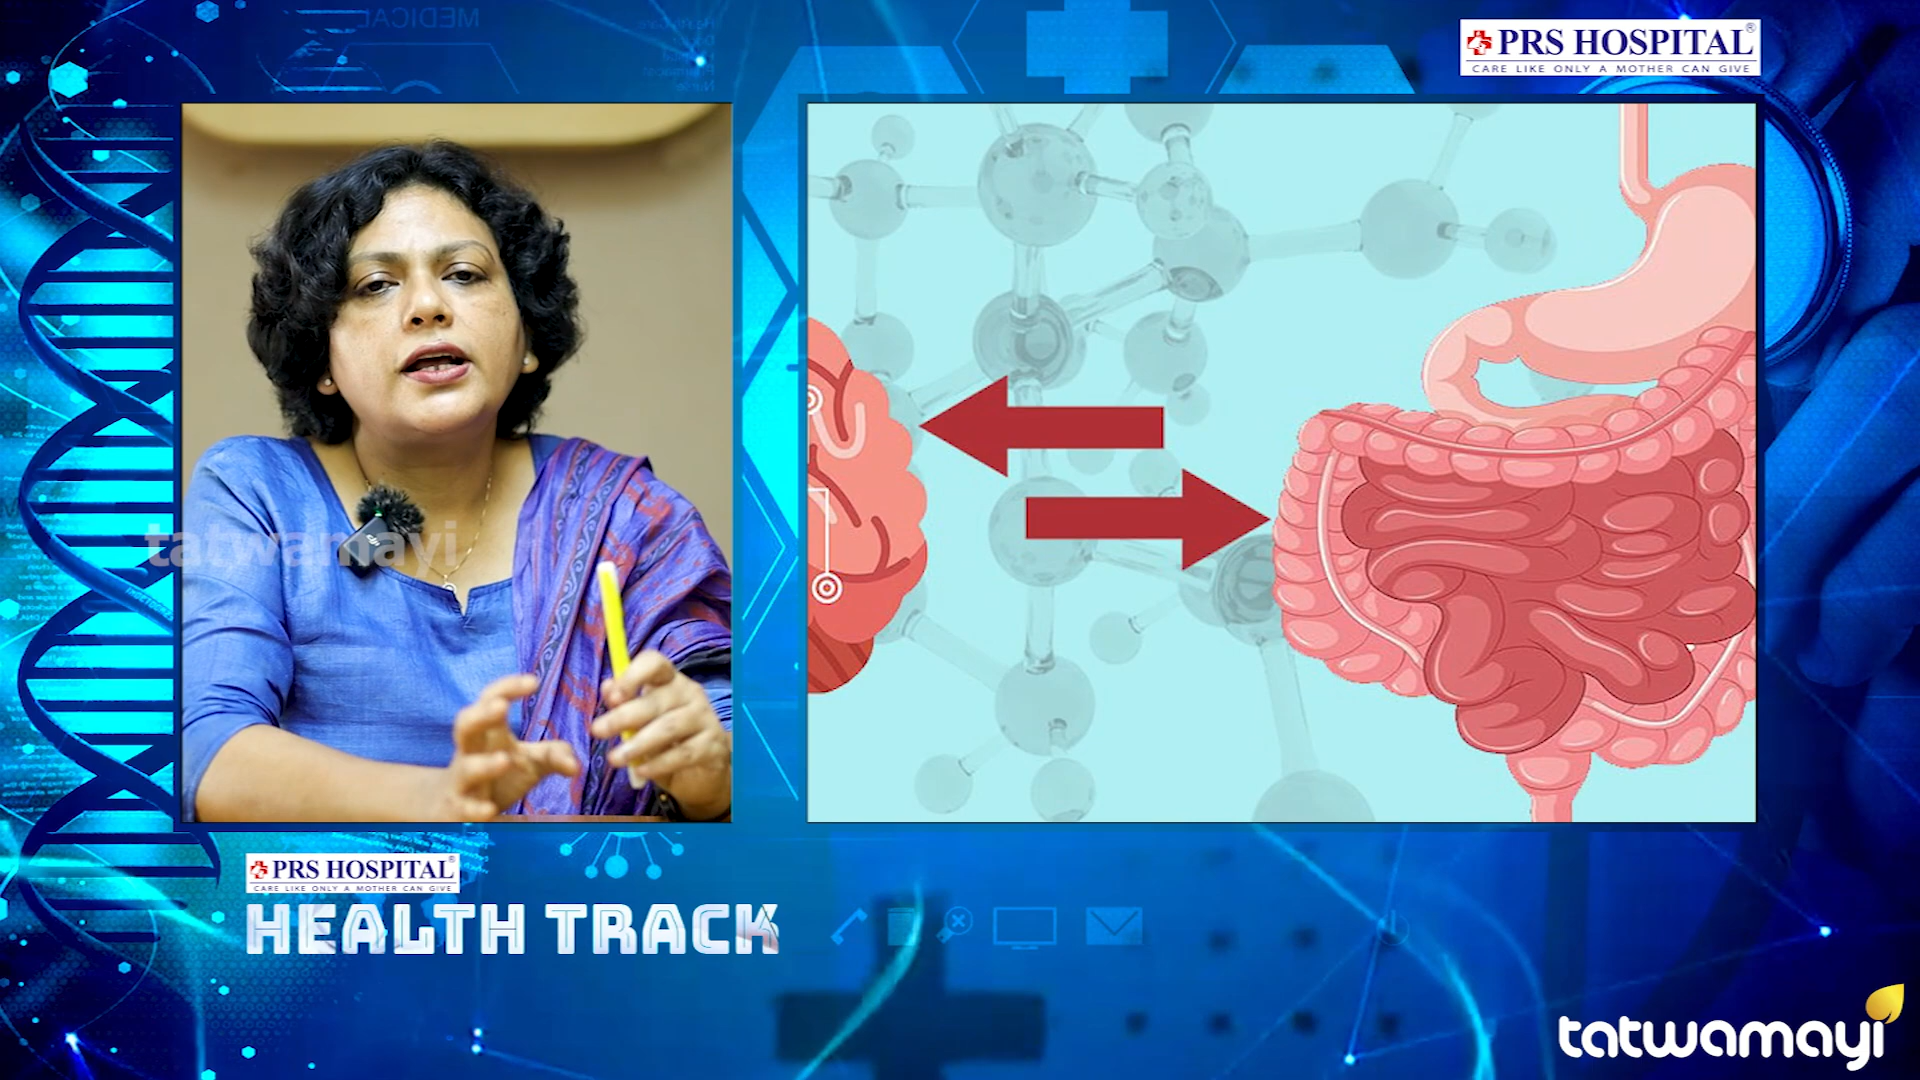 MEDICAL
PRS HOSPITAL®
CARE LIKE ONLY A MOTHER CAN GIVE
tatwamayi
dji
PRS HOSPITAL®
CARE LIKE ONLY A MOTHER CAN GIVE
HEALTH TRACK
tatwamayi